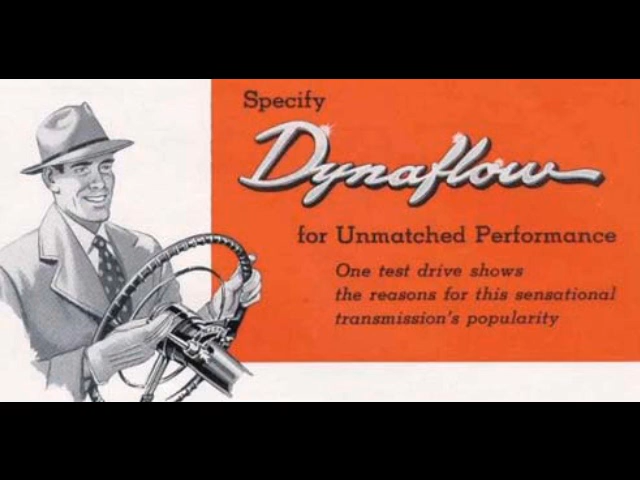 Specify
Dynaflow
for Unmatched Performance
One test drive shows
the reasons for this sensational
transmission's popularity